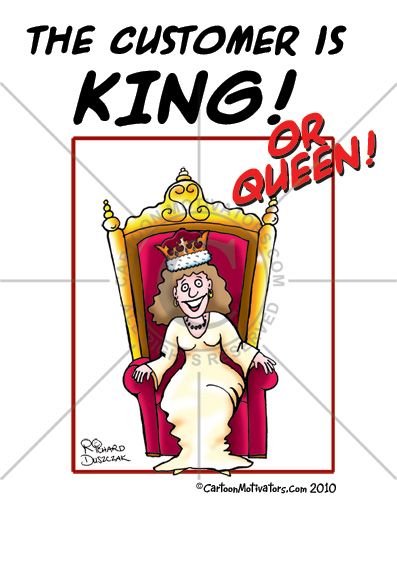 THE CUSTOMER IS
KING!
OR
QUEEN!
RICHARD
DUSZCZAK
© CartoonMotivators.Com 2010